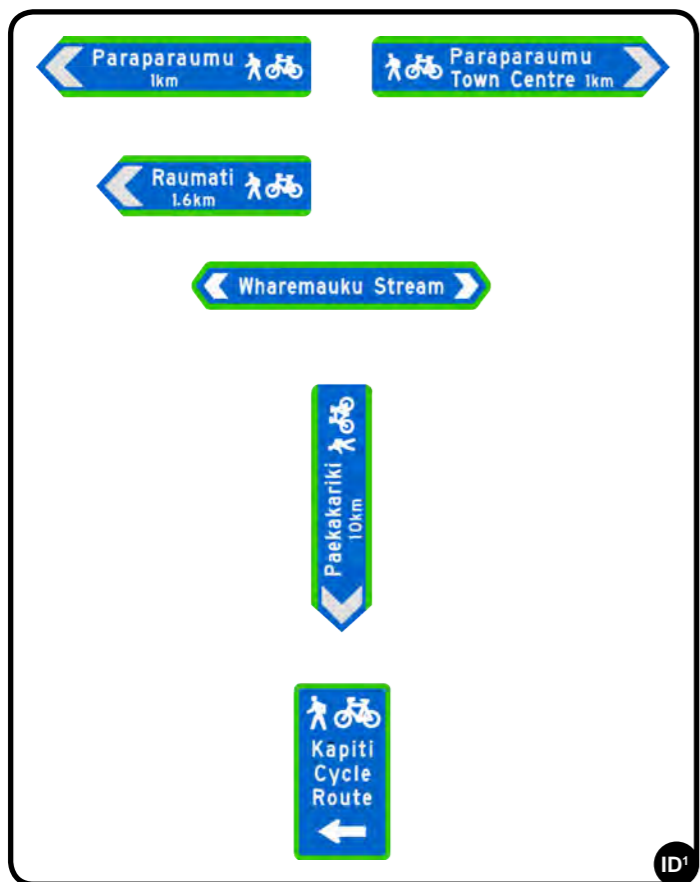 Paraparaumu
1km
Paraparaumu
Town Centre 1km
Raumati
1.6km
Wharemauku Stream
Paekakariki
10km
Kapiti
Cycle
Route
ID¹